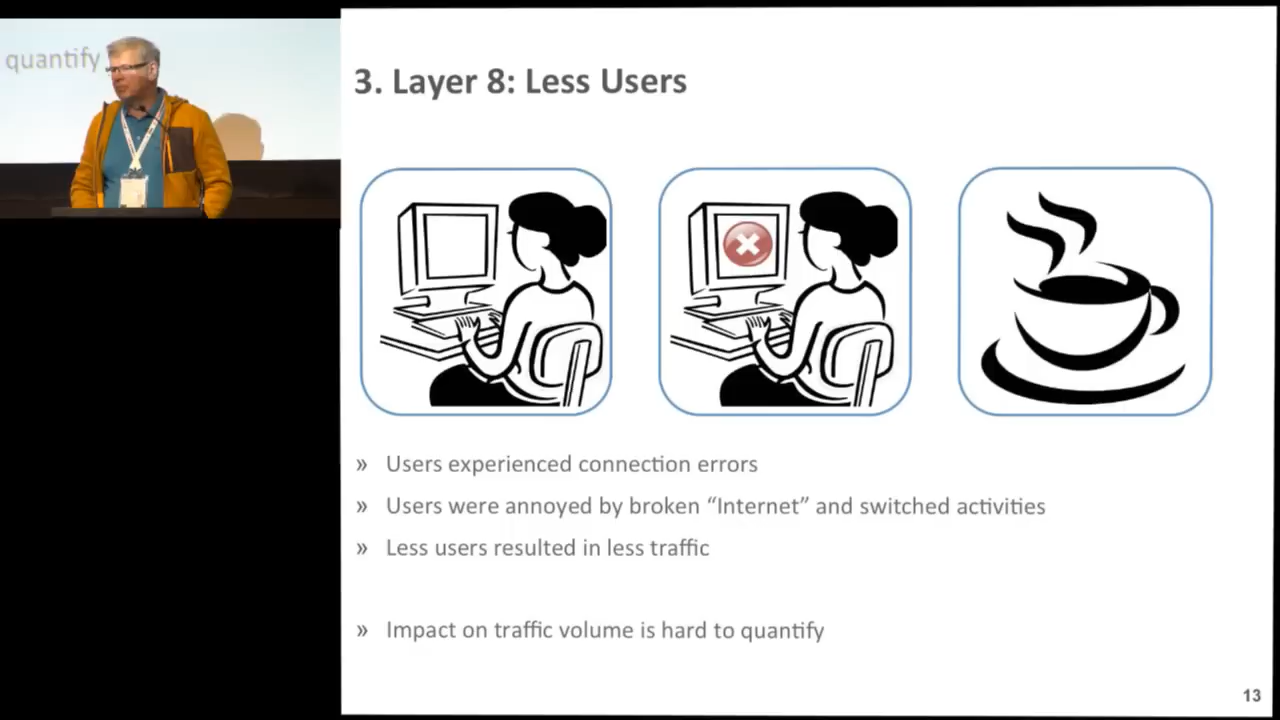 quantify
3. Layer 8: Less Users
» Users experienced connection errors
» Users were annoyed by broken “Internet” and switched activities
» Less users resulted in less traffic
» Impact on traffic volume is hard to quantify
13